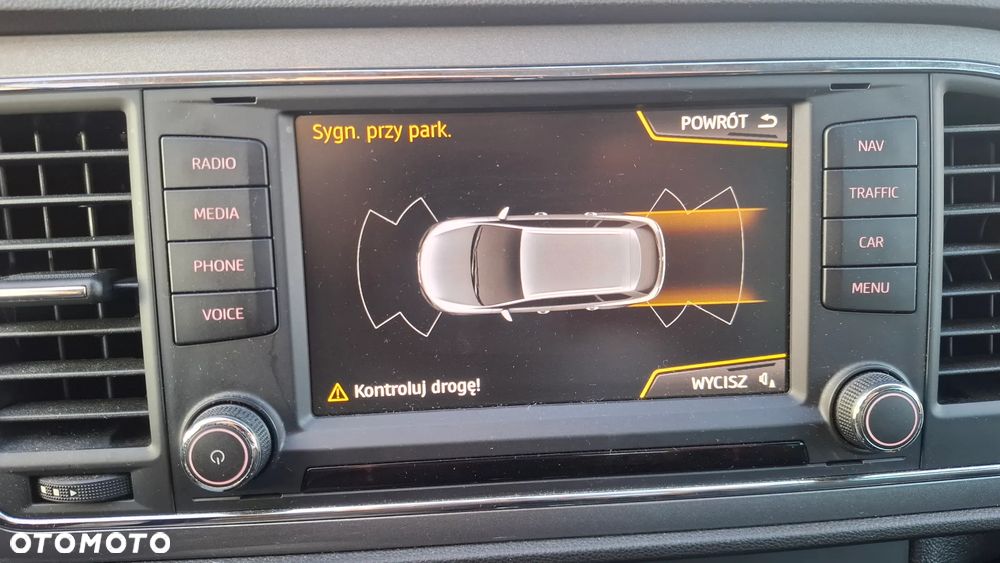 Sygn. przy park.
POWRÓT
RADIO
MEDIA
PHONE
VOICE
NAV
TRAFFIC
CAR
MENU
Kontroluj drogę!
WYCISZ
OTOMOTO